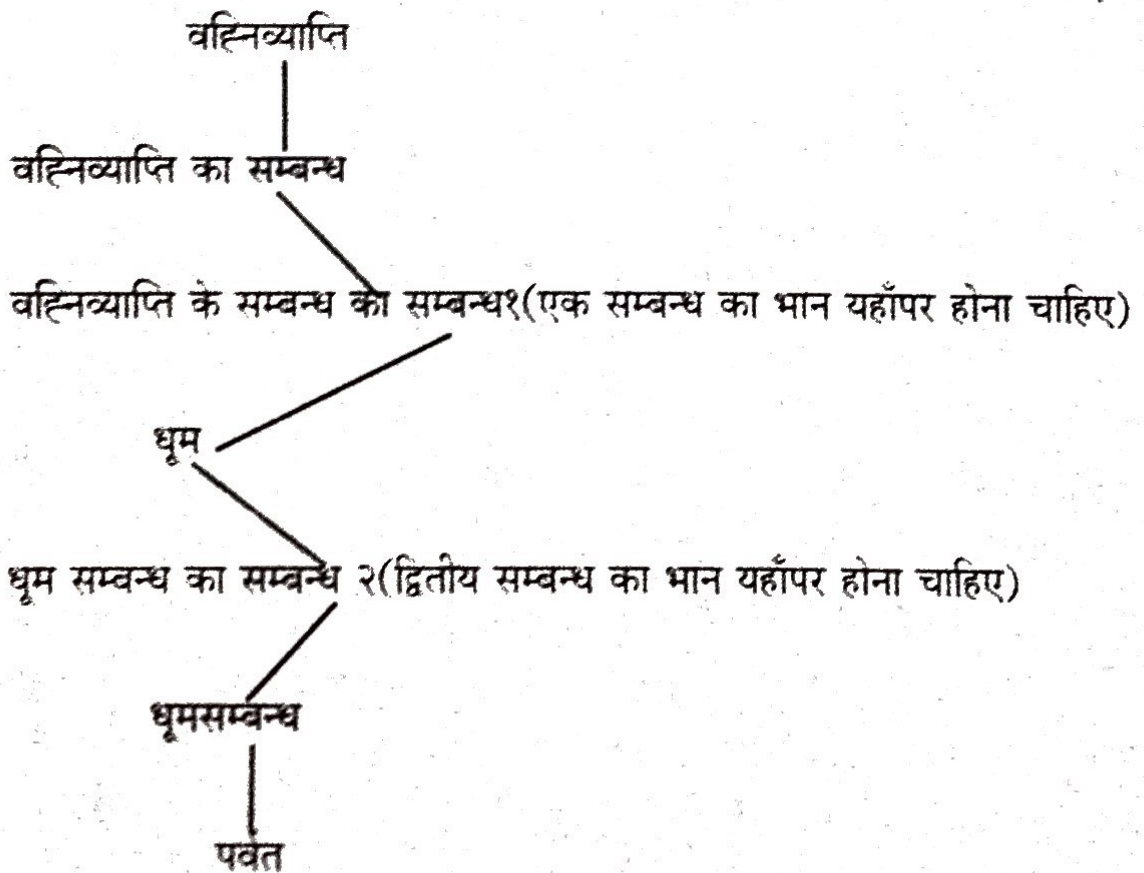 वह्निव्याप्ति
वह्निव्याप्ति का सम्बन्ध
वह्निव्याप्ति के सम्बन्ध का सम्बन्ध१(एक सम्बन्ध का भान यहाँपर होना चाहिए)
धूम
धूम सम्बन्ध का सम्बन्ध २(द्वितीय सम्बन्ध का भान यहाँपर होना चाहिए)
धूमसम्बन्ध
पर्वत